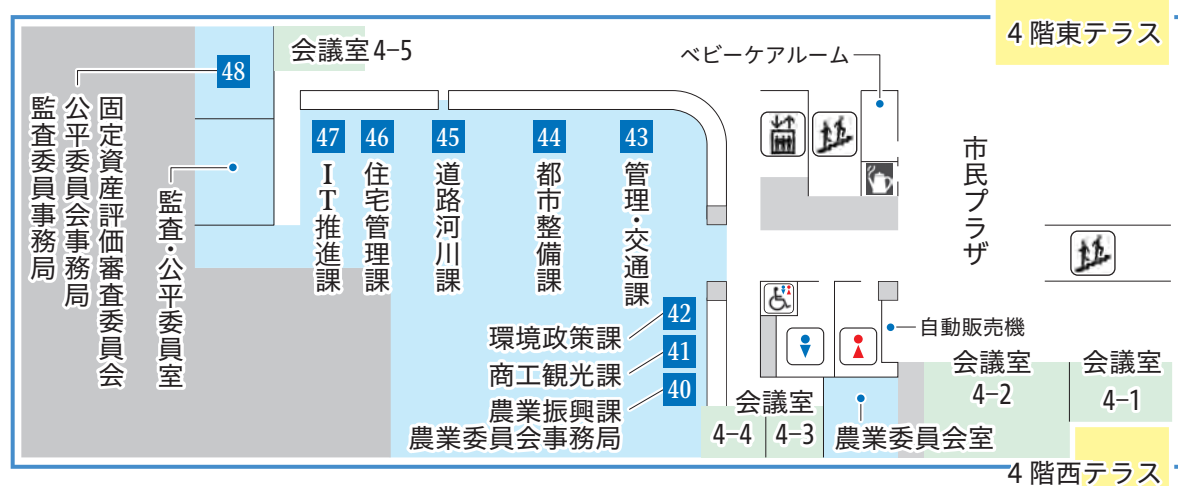 4階東テラス
会議室4-5
ベビーケアルーム
48
監査委員事務局
公平委員会事務局
固定資産評価審査委員会
監査・公平委員室
47
IT推進課
46
住宅管理課
45
道路河川課
44
都市整備課
43
管理・交通課
市民プラザ
42
環境政策課
41
商工観光課
40
農業振興課
農業委員会事務局
自動販売機
会議室
4-4
4-3
農業委員会室
会議室
4-2
会議室
4-1
4階西テラス